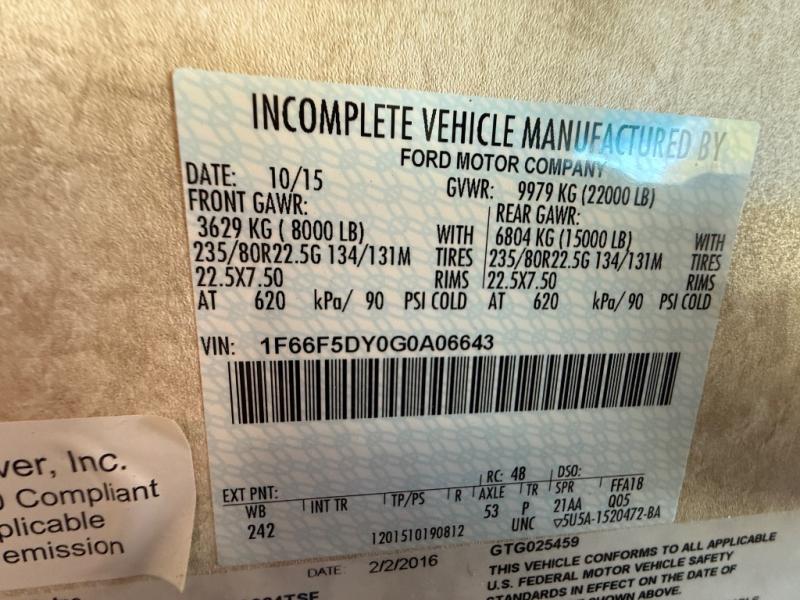 INCOMPLETE VEHICLE MANUFACTURED BY
FORD MOTOR COMPANY
DATE: 10/15 GVWR: 9979 KG (22000 LB)
FRONT GAWR: REAR GAWR:
3629 KG ( 8000 LB) WITH 6804 KG (15000 LB) WITH
235/80R22.5G 134/131M TIRES 235/80R22.5G 134/131M TIRES
22.5X7.50 RIMS 22.5X7.50 RIMS
AT 620 kPa/ 90 PSI COLD AT 620 kPa/ 90 PSI COLD
VIN: 1F66F5DY0G0A06643
EXT PNT: RC: 48 DSO:
WB INT TR TP/PS R AXLE TR SPR FFA1B
242 53 P 21AA Q05
1201510190812 UNC ▽5U5A-1520472-BA
ver, Inc.
Compliant
plicable
emission
DATE: 2/2/2016
GTG025459
THIS VEHICLE CONFORMS TO ALL APPLICABLE
U.S. FEDERAL MOTOR VEHICLE SAFETY
STANDARDS IN EFFECT ON THE DATE OF
SHOWN ABOVE.